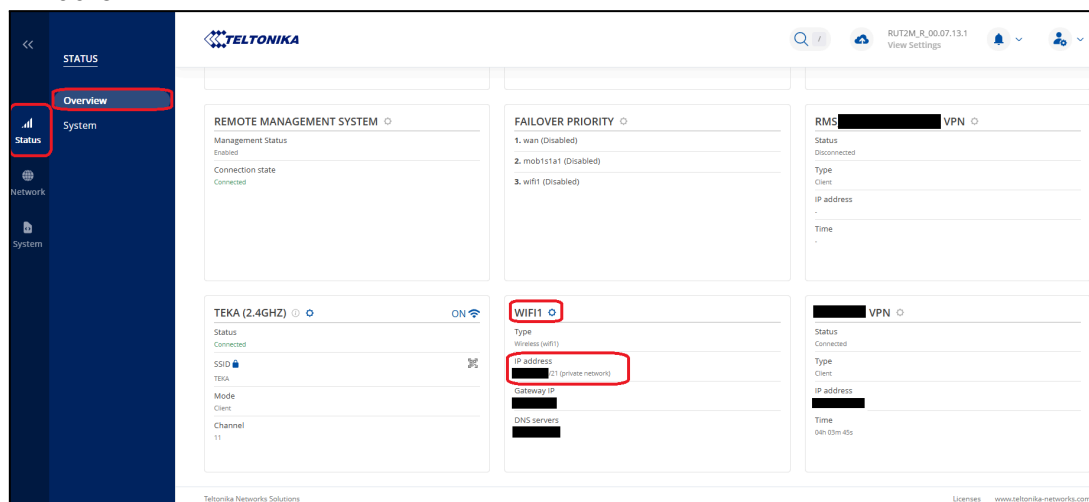 TELTONIKA
/
RUT2M_R_00.07.13.1
View Settings
STATUS
Overview
System
Status
Network
System
REMOTE MANAGEMENT SYSTEM
Management Status
Enabled
Connection state
Connected
FAILOVER PRIORITY
1. wan (Disabled)
2. mob1s1a1 (Disabled)
3. wifi1 (Disabled)
RMS VPN
Status
Disconnected
Type
Client
IP address
-
Time
-
TEKA (2.4GHZ) ON
Status
Connected
SSID
TEKA
Mode
Client
Channel
11
WIFI1
Type
Wireless (wifi1)
IP address
/21 (private network)
Gateway IP
DNS servers
VPN
Status
Connected
Type
Client
IP address
Time
04h 03m 45s
Teltonika Networks Solutions
Licenses www.teltonika-networks.com